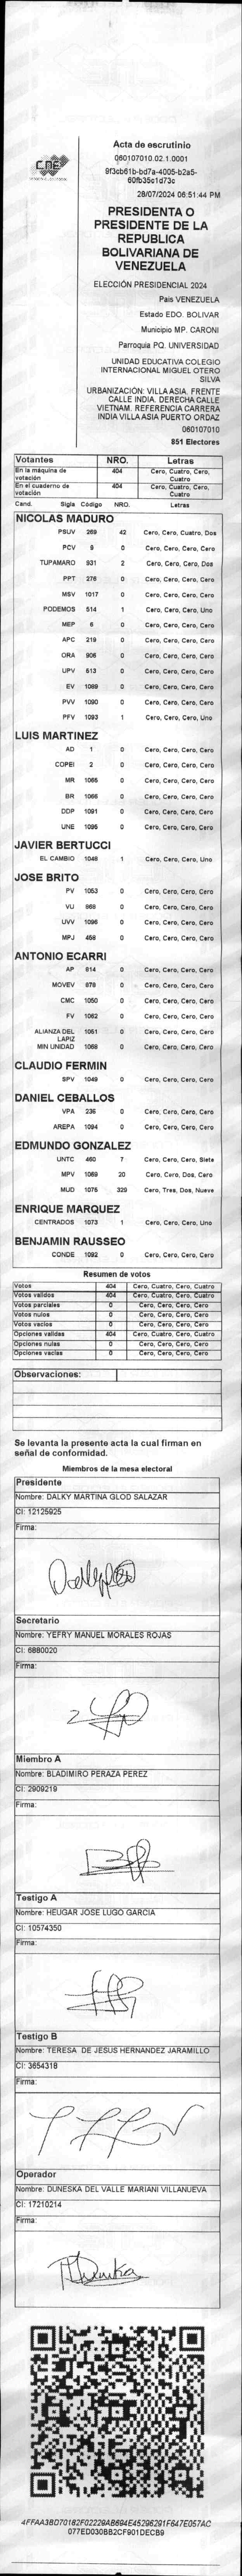 CNE
Acta de escrutinio
060107010.02.1.0001
9f3cb61b-bd7a-4005-b2a5-
60fb35c1d73c
28/07/2024 06:51:44 PM
PRESIDENTA O
PRESIDENTE DE LA
REPUBLICA
BOLIVARIANA DE
VENEZUELA
ELECCIÓN PRESIDENCIAL 2024
Pais VENEZUELA
Estado EDO. BOLIVAR
Municipio MP. CARONI
Parroquia PQ. UNIVERSIDAD
UNIDAD EDUCATIVA COLEGIO
INTERNACIONAL MIGUEL OTERO
SILVA
URBANIZACIÓN: VILLA ASIA. FRENTE
CALLE INDIA. DERECHA CALLE
VIETNAM. REFERENCIA CARRERA
INDIA VILLA ASIA PUERTO ORDAZ
060107010
851 Electores
Votantes NRO. Letras
En la máquina de votación 404 Cero, Cuatro, Cero, Cuatro
En el cuaderno de votación 404 Cero, Cuatro, Cero, Cuatro
Cand. Sigla Código NRO. Letras
NICOLAS MADURO
PSUV 269 42 Cero, Cero, Cuatro, Dos
PCV 9 0 Cero, Cero, Cero, Cero
TUPAMARO 931 2 Cero, Cero, Cero, Dos
PPT 276 0 Cero, Cero, Cero, Cero
MSV 1017 0 Cero, Cero, Cero, Cero
PODEMOS 514 1 Cero, Cero, Cero, Uno
MEP 6 0 Cero, Cero, Cero, Cero
APC 219 0 Cero, Cero, Cero, Cero
ORA 906 0 Cero, Cero, Cero, Cero
UPV 513 0 Cero, Cero, Cero, Cero
EV 1089 0 Cero, Cero, Cero, Cero
PVV 1090 0 Cero, Cero, Cero, Cero
PFV 1093 1 Cero, Cero, Cero, Uno
LUIS MARTINEZ
AD 1 0 Cero, Cero, Cero, Cero
COPEI 2 0 Cero, Cero, Cero, Cero
MR 1065 0 Cero, Cero, Cero, Cero
BR 1066 0 Cero, Cero, Cero, Cero
DDP 1091 0 Cero, Cero, Cero, Cero
UNE 1095 0 Cero, Cero, Cero, Cero
JAVIER BERTUCCI
EL CAMBIO 1048 1 Cero, Cero, Cero, Uno
JOSE BRITO
PV 1053 0 Cero, Cero, Cero, Cero
VU 868 0 Cero, Cero, Cero, Cero
UVV 1096 0 Cero, Cero, Cero, Cero
MPJ 458 0 Cero, Cero, Cero, Cero
ANTONIO ECARRI
AP 814 0 Cero, Cero, Cero, Cero
MOVEV 878 0 Cero, Cero, Cero, Cero
CMC 1050 0 Cero, Cero, Cero, Cero
FV 1062 0 Cero, Cero, Cero, Cero
ALIANZA DEL LAPIZ 1051 0 Cero, Cero, Cero, Cero
MIN UNIDAD 1068 0 Cero, Cero, Cero, Cero
CLAUDIO FERMIN
SPV 1049 0 Cero, Cero, Cero, Cero
DANIEL CEBALLOS
VPA 236 0 Cero, Cero, Cero, Cero
AREPA 1094 0 Cero, Cero, Cero, Cero
EDMUNDO GONZALEZ
UNTC 460 7 Cero, Cero, Cero, Siete
MPV 1069 20 Cero, Cero, Dos, Cero
MUD 1075 329 Cero, Tres, Dos, Nueve
ENRIQUE MARQUEZ
CENTRADOS 1073 1 Cero, Cero, Cero, Uno
BENJAMIN RAUSSEO
CONDE 1092 0 Cero, Cero, Cero, Cero
Resumen de votos
Votos 404 Cero, Cuatro, Cero, Cuatro
Votos validos 404 Cero, Cuatro, Cero, Cuatro
Votos parciales 0 Cero, Cero, Cero, Cero
Votos nulos 0 Cero, Cero, Cero, Cero
Votos vacios 0 Cero, Cero, Cero, Cero
Opciones validas 404 Cero, Cuatro, Cero, Cuatro
Opciones nulas 0 Cero, Cero, Cero, Cero
Opciones vacias 0 Cero, Cero, Cero, Cero
Observaciones:
Se levanta la presente acta la cual firman en
señal de conformidad.
Miembros de la mesa electoral
Presidente
Nombre: DALKY MARTINA GLOD SALAZAR
CI: 12125925
Firma:
Secretario
Nombre: YEFRY MANUEL MORALES ROJAS
CI: 6880020
Firma:
Miembro A
Nombre: BLADIMIRO PERAZA PEREZ
CI: 2909219
Firma:
Testigo A
Nombre: HEUGAR JOSE LUGO GARCIA
CI: 10574350
Firma:
Testigo B
Nombre: TERESA DE JESUS HERNANDEZ JARAMILLO
CI: 3654318
Firma:
Operador
Nombre: DUNESKA DEL VALLE MARIANI VILLANUEVA
CI: 17210214
Firma:
4FFAA3BD70182F02229AB694E45296291F647E057AC
077ED030BB2CF901DECB9